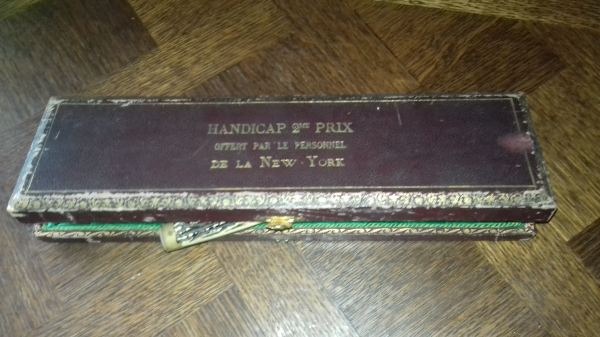 HANDICAP 2ME PRIX
OFFERT PAR LE PERSONNEL
DE LA NEW-YORK